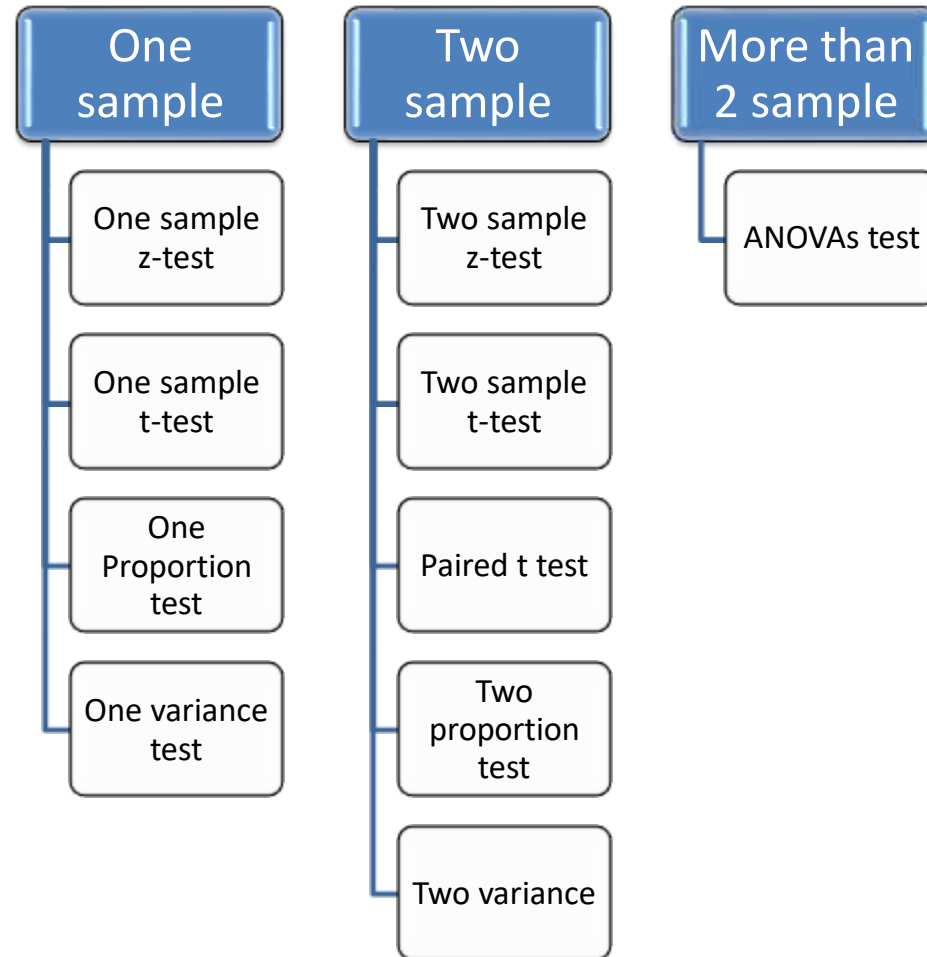 One
sample
One sample
z-test
One sample
t-test
One
Proportion
test
One variance
test
Two
sample
Two sample
z-test
Two sample
t-test
Paired t test
Two
proportion
test
Two variance
More than
2 sample
ANOVAs test